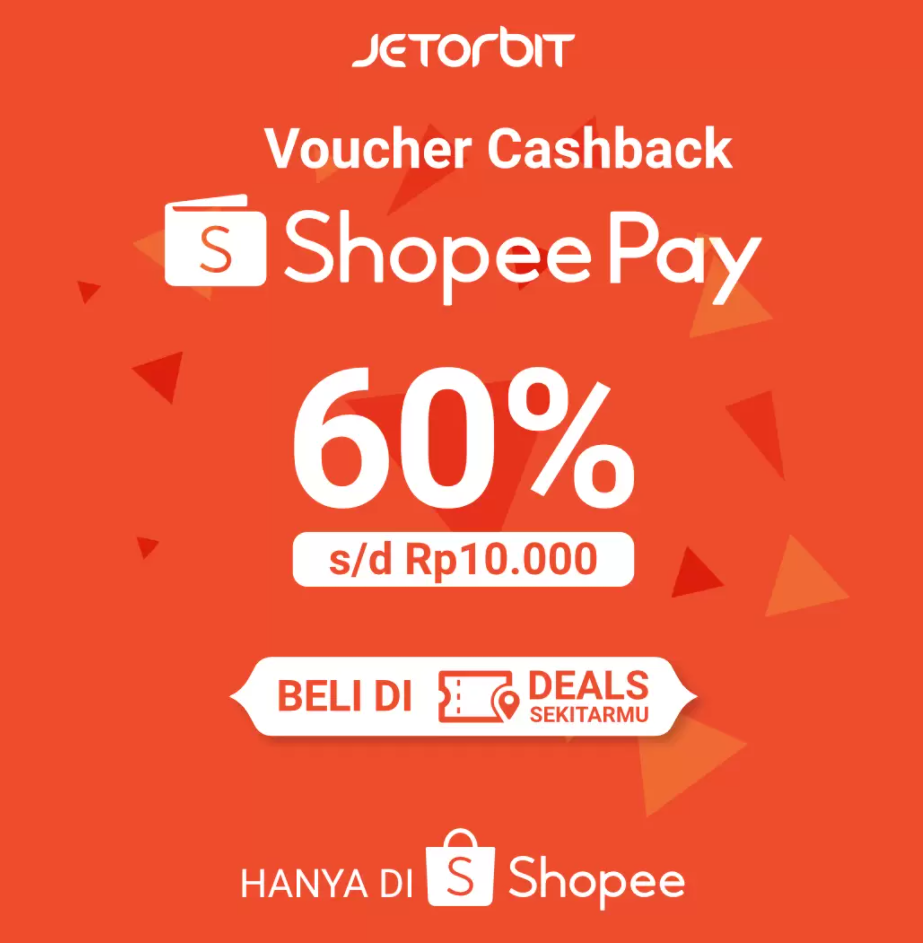 JETORBIT
Voucher Cashback
S ShopeePay
60%
s/d Rp10.000
BELI DI DEALS
SEKITARMU
HANYA DI S Shopee